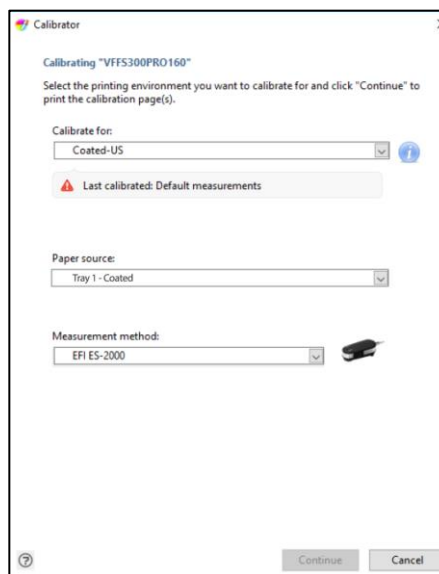 Calibrator
Calibrating "VFFS300PRO160"
Select the printing environment you want to calibrate for and click "Continue" to
print the calibration page(s).
Calibrate for:
Coated-US
Last calibrated: Default measurements
Paper source:
Tray 1 - Coated
Measurement method:
EFI ES-2000
Continue
Cancel